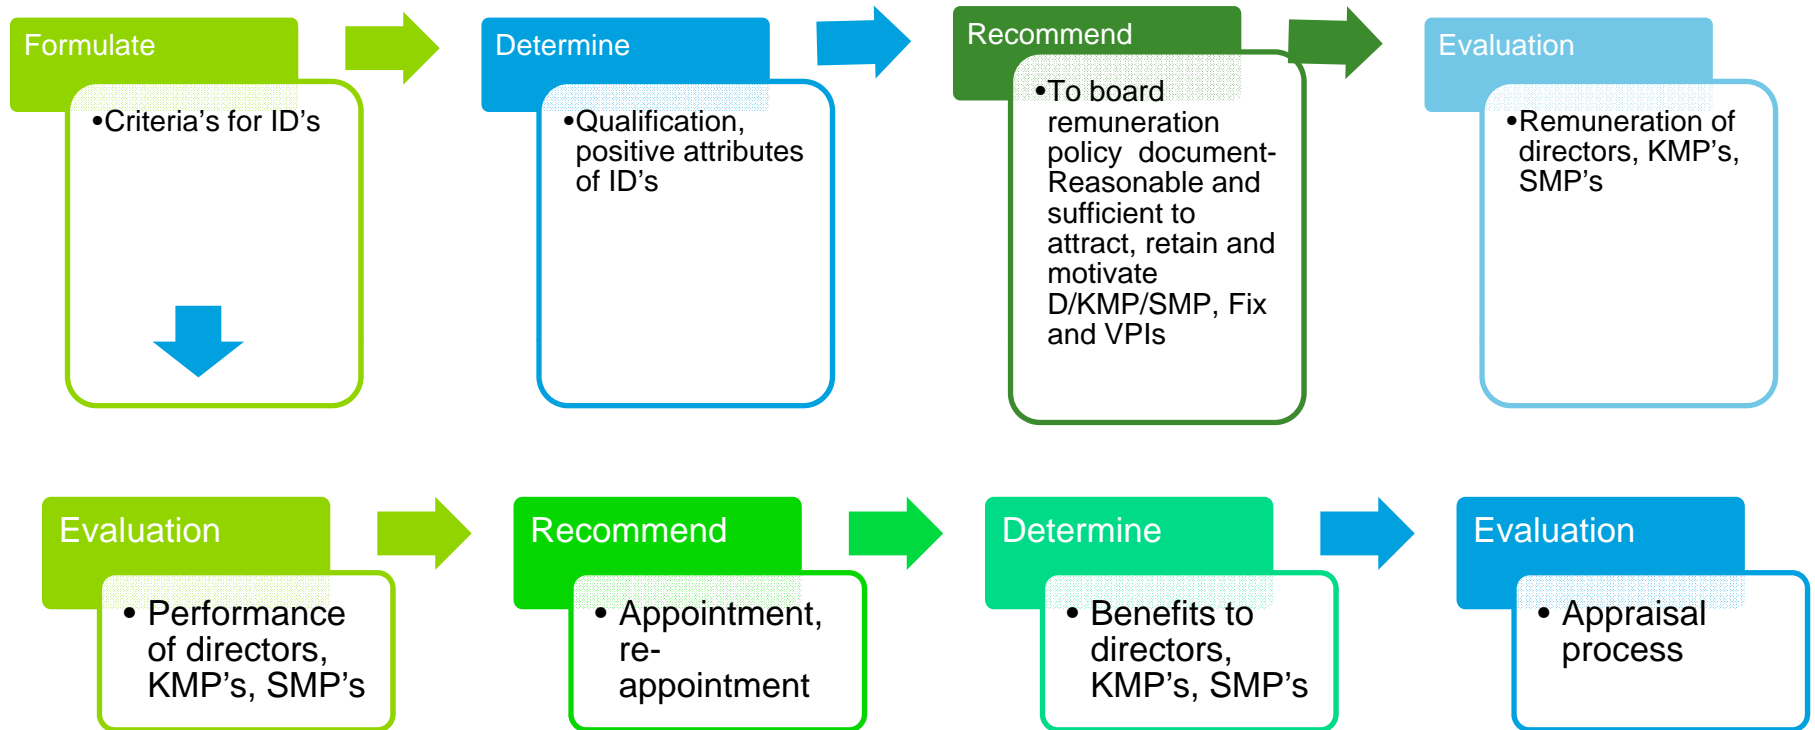 Formulate
•Criteria’s for ID’s
Determine
•Qualification,
positive attributes
of ID’s
Recommend
•To board
remuneration
policy  document-
Reasonable and
sufficient to
attract, retain and
motivate
D/KMP/SMP, Fix
and VPIs
Evaluation
•Remuneration of
directors, KMP’s,
SMP’s
Evaluation
• Performance
of directors,
KMP’s, SMP’s
Recommend
• Appointment,
re-
appointment
Determine
• Benefits to
directors,
KMP’s, SMP’s
Evaluation
• Appraisal
process